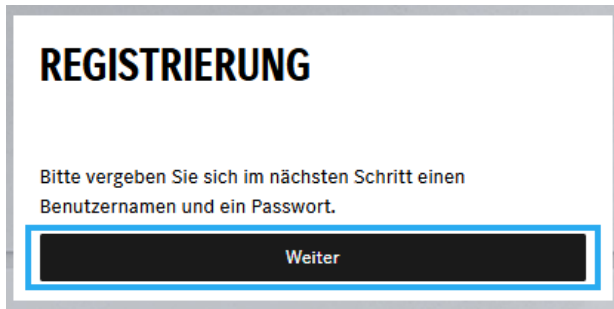 REGISTRIERUNG
Bitte vergeben Sie sich im nächsten Schritt einen
Benutzernamen und ein Passwort.
Weiter